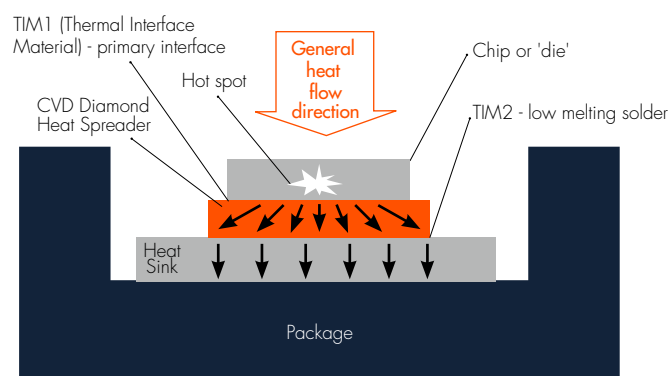 TIM1 (Thermal Interface
Material) - primary interface
Hot spot
CVD Diamond
Heat Spreader
General
heat
flow
direction
Chip or 'die'
TIM2 - low melting solder
Heat
Sink
Package